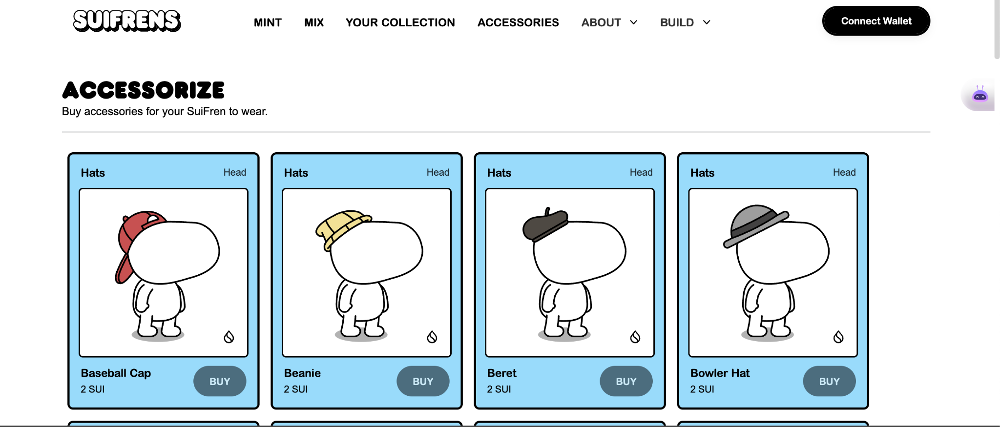 SUIFRENS
MINT MIX YOUR COLLECTION ACCESSORIES ABOUT BUILD
Connect Wallet
ACCESSORIZE
Buy accessories for your SuiFren to wear.
Hats Head
Baseball Cap
2 SUI
BUY
Hats Head
Beanie
2 SUI
BUY
Hats Head
Beret
2 SUI
BUY
Hats Head
Bowler Hat
2 SUI
BUY